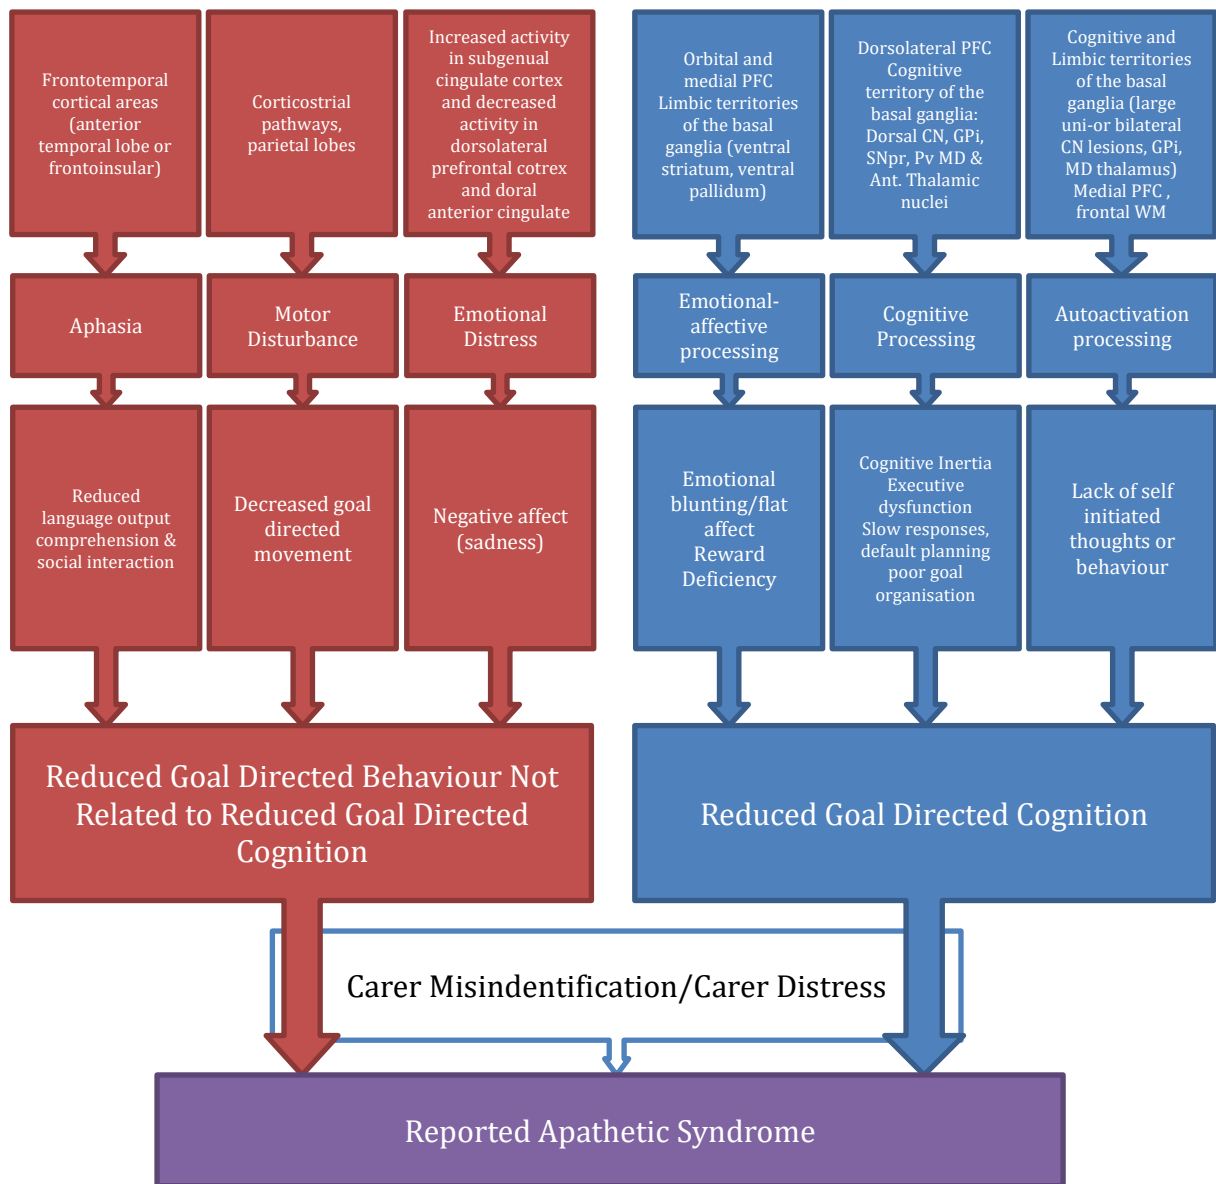 Frontotemporal
cortical areas
(anterior
temporal lobe or
frontoinsular)
Corticostrial
pathways,
parietal lobes
Increased activity
in subgenual
cingulate cortex
and decreased
activity in
dorsolateral
prefrontal cotrex
and doral
anterior cingulate
Orbital and
medial PFC
Limbic territories
of the basal
ganglia (ventral
striatum, ventral
pallidum)
Dorsolateral PFC
Cognitive
territory of the
basal ganglia:
Dorsal CN, GPi,
SNpr, Pv MD &
Ant. Thalamic
nuclei
Cognitive and
Limbic territories
of the basal
ganglia (large
uni-or bilateral
CN lesions, GPi,
MD thalamus)
Medial PFC ,
frontal WM
Aphasia
Motor
Disturbance
Emotional
Distress
Emotional-
affective
processing
Cognitive
Processing
Autoactivation
processing
Reduced
language output
comprehension &
social interaction
Decreased goal
directed
movement
Negative affect
(sadness)
Emotional
blunting/flat
affect
Reward
Deficiency
Cognitive Inertia
Executive
dysfunction
Slow responses,
default planning
poor goal
organisation
Lack of self
initiated
thoughts or
behaviour
Reduced Goal Directed Behaviour Not
Related to Reduced Goal Directed
Cognition
Reduced Goal Directed Cognition
Carer Misindentification/Carer Distress
Reported Apathetic Syndrome